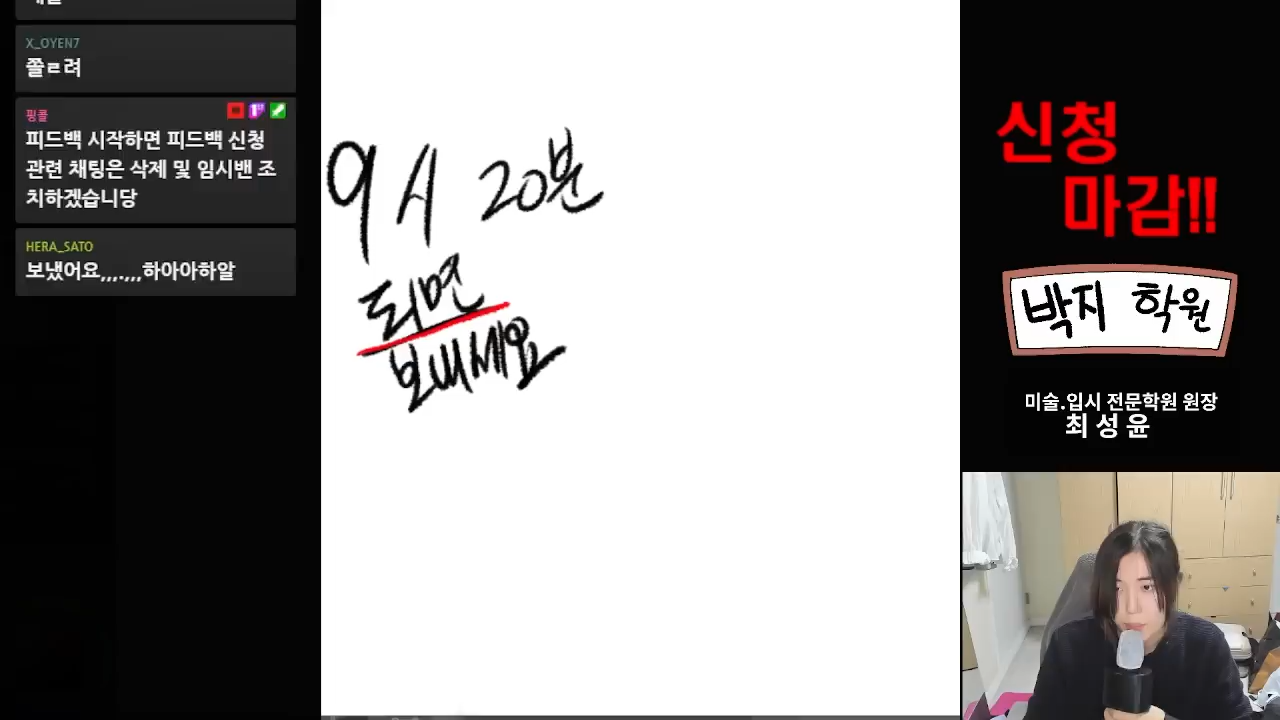 X_OYEN7
쫄ㄹ려
핑클
피드백 시작하면 피드백 신청
관련 채팅은 삭제 및 임시밴 조
치하겠습니당
HERA_SATO
보냈어요,,,.,,,하아아하알
9시 20분
되면
보내세요
신청
마감!!
박지 학원
미술.입시 전문학원 원장
최성윤